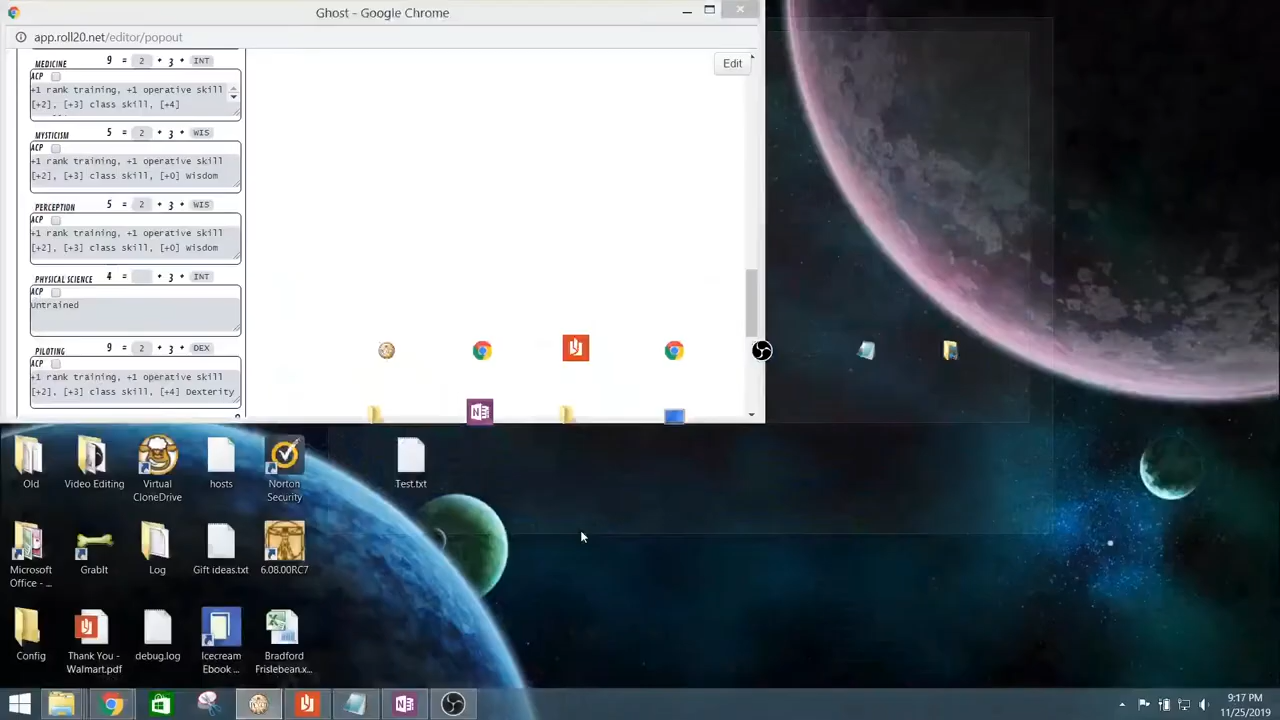 Ghost - Google Chrome
app.roll20.net/editor/popout
Edit
MEDICINE 9 = 2 + 3 + INT
ACP
+1 rank training, +1 operative skill
[+2], [+3] class skill, [+4]
MYSTICISM 5 = 2 + 3 + WIS
ACP
+1 rank training, +1 operative skill
[+2], [+3] class skill, [+0] wisdom
PERCEPTION 5 = 2 + 3 + WIS
ACP
+1 rank training, +1 operative skill
[+2], [+3] class skill, [+0] wisdom
PHYSICAL SCIENCE 4 = + 3 + INT
ACP
Untrained
PILOTING 9 = 2 + 3 + DEX
ACP
+1 rank training, +1 operative skill
[+2], [+3] class skill, [+4] Dexterity
Old
Video Editing
Virtual
CloneDrive
hosts
Norton
Security
Test.txt
Microsoft
Office - ...
GrabIt
Log
Gift ideas.txt
6.08.00RC7
Config
Thank You -
Walmart.pdf
debug.log
Icecream
Ebook ...
Bradford
Frislebean.x...
9:17 PM
11/25/2019